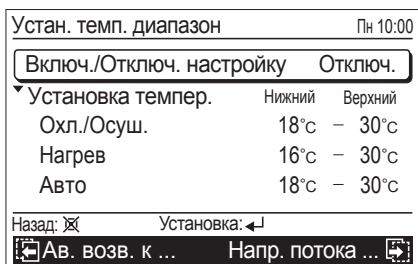 Устан. темп. диапазон Пн 10:00
Включ./Отключ. настройку Отключ.
Установка темпер. Нижний Верхний
Охл./Осуш. 18°C – 30°C
Нагрев 16°C – 30°C
Авто 18°C – 30°C
Назад: Установка:
Ав. возв. к ... Напр. потока ...